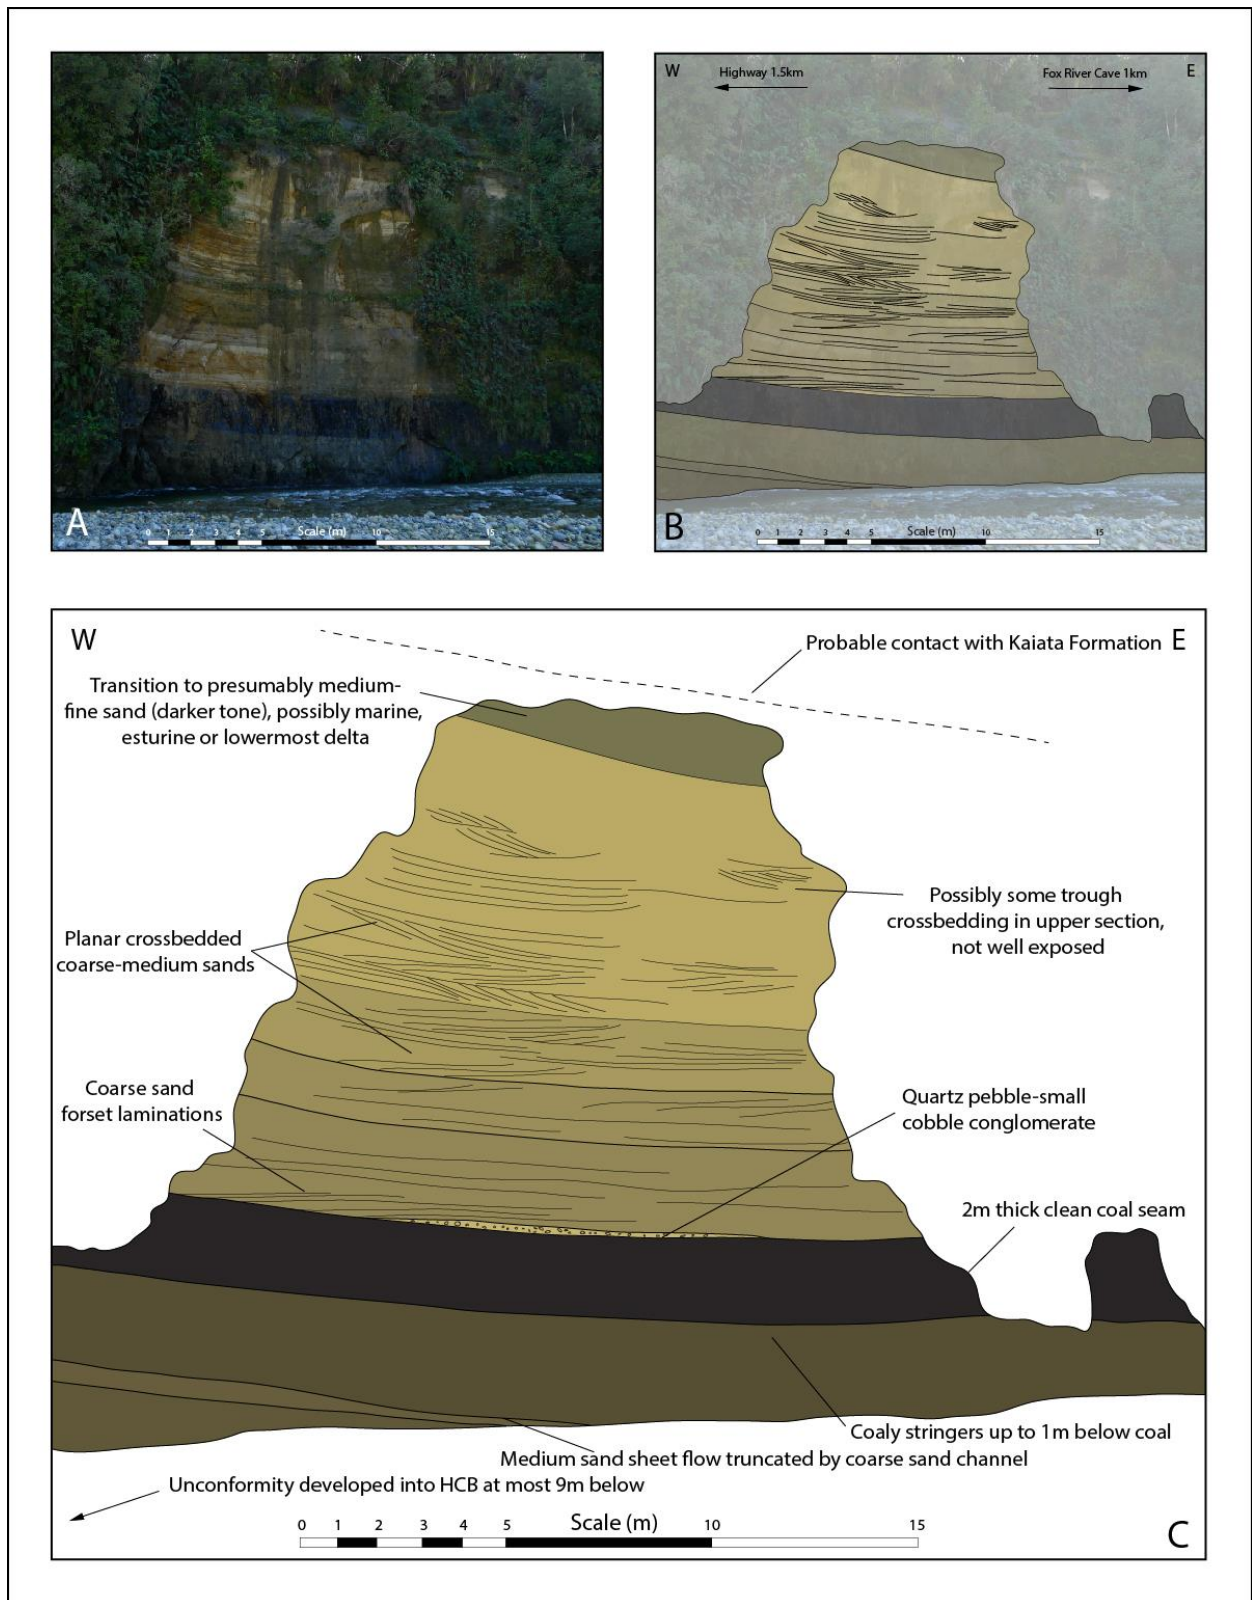 A
0 1 2 3 4 5 Scale (m) 10 15
W E
Highway 1.5km
Fox River Cave 1km
B
0 1 2 3 4 5 Scale (m) 10 15
W E
Probable contact with Kaiata Formation
Transition to presumably medium-
fine sand (darker tone), possibly marine,
esturine or lowermost delta
Possibly some trough
crossbedding in upper section,
not well exposed
Planar crossbedded
coarse-medium sands
Coarse sand
forset laminations
Quartz pebgle-small
cobble conglomerate
2m thick clean coal seam
Coaly stringers up to 1m below coal
Medium sand sheet flow truncated by coarse sand channel
Unconformity developed into HCB at most 9m below
0 1 2 3 4 5 Scale (m) 10 15
C